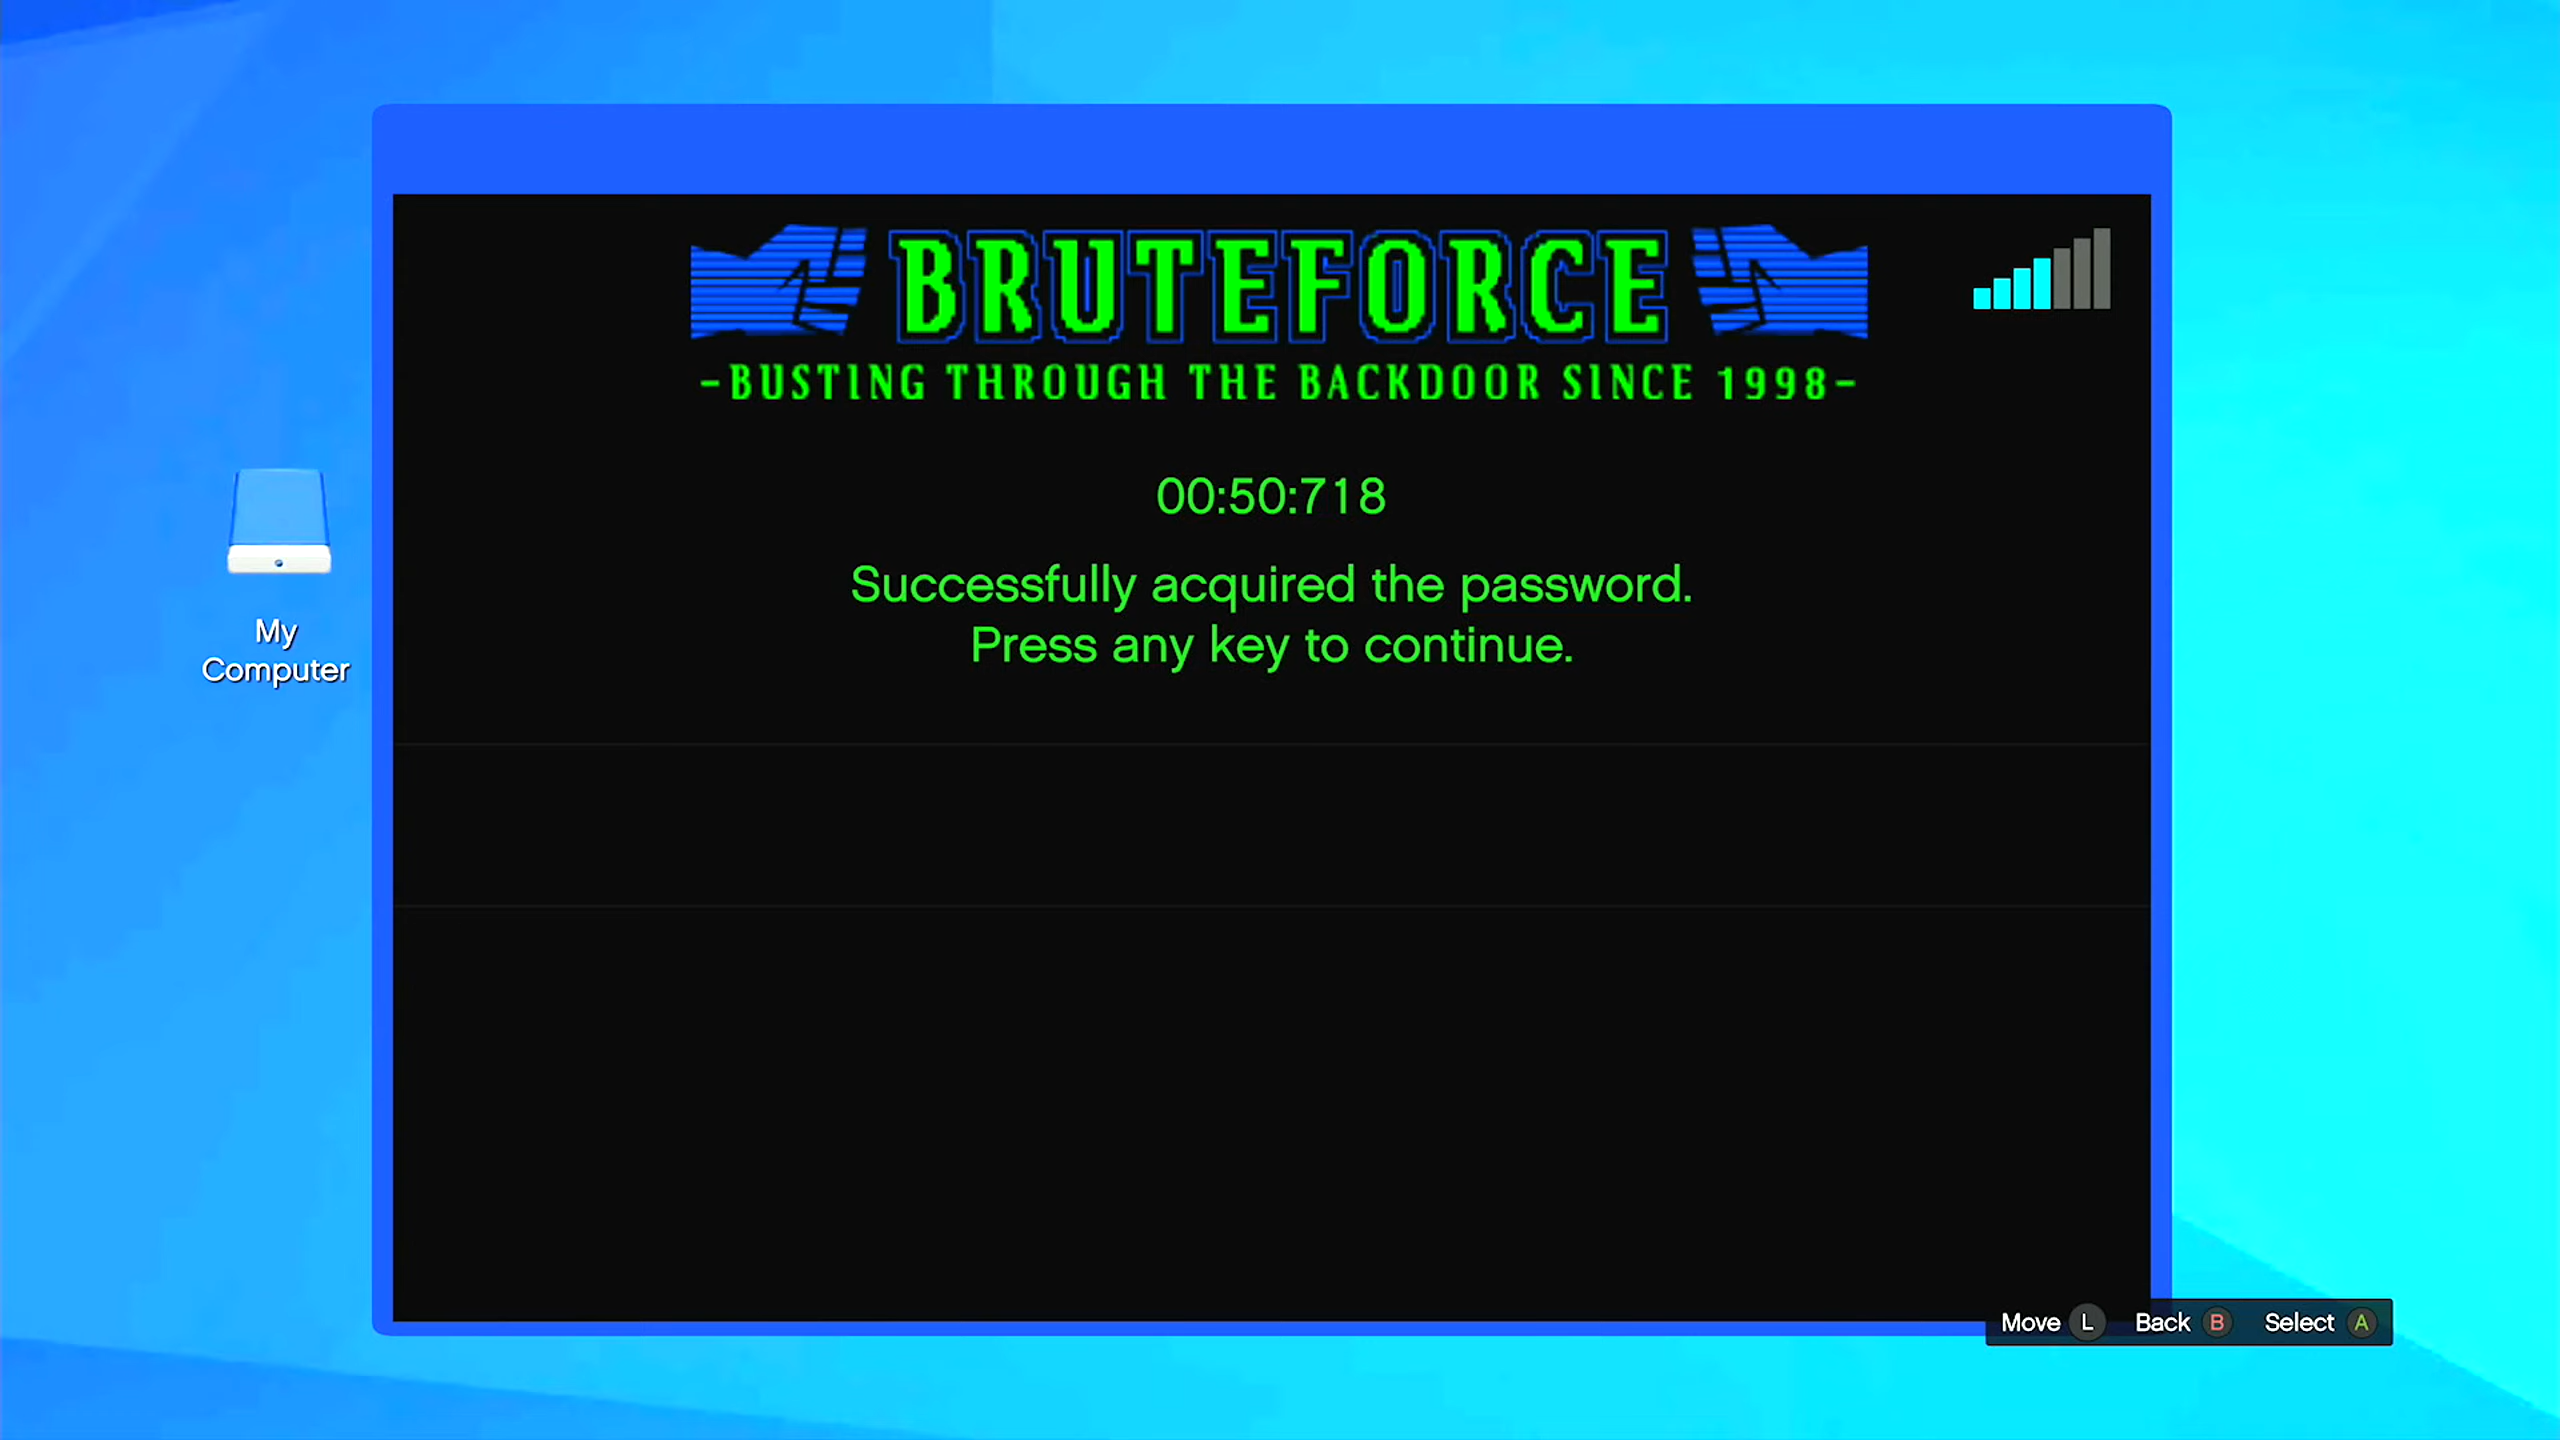 BRUTEFORCE
-BUSTING THROUGH THE BACKDOOR SINCE 1998-
00:50:718
Successfully acquired the password.
Press any key to continue.
My
Computer
Move L Back B Select A